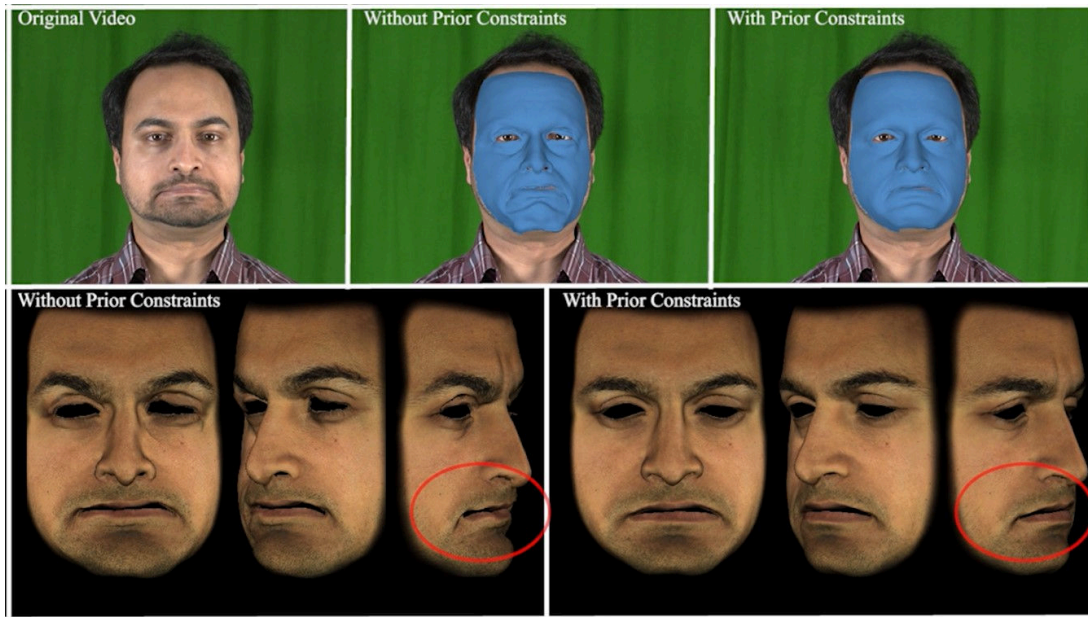 Original Video
Without Prior Constraints
With Prior Constraints
Without Prior Constraints
With Prior Constraints